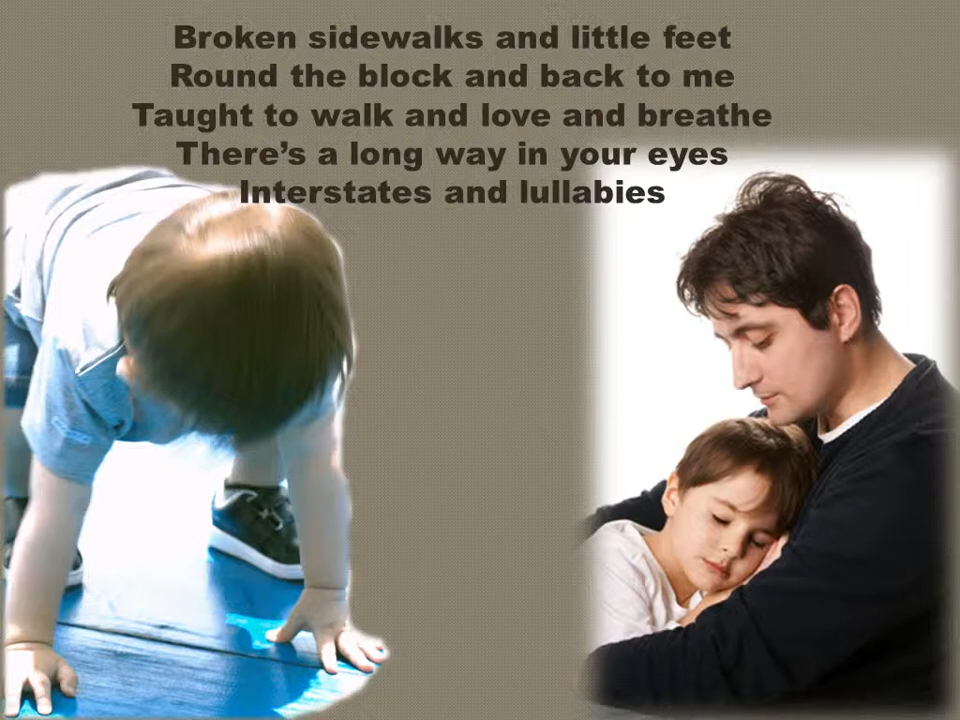 Broken sidewalks and little feet
Round the block and back to me
Taught to walk and love and breathe
There’s a long way in your eyes
Interstates and lullabies